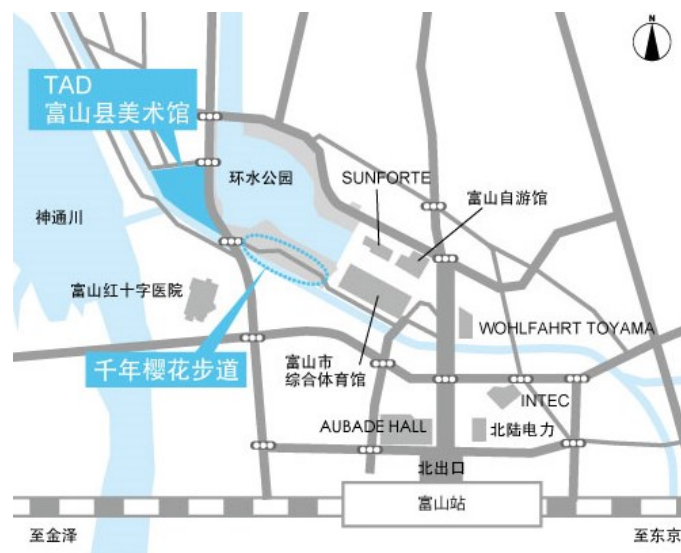 N
TAD
富山县美术馆
环水公园
SUNFORTE
富山自游馆
神通川
富山红十字医院
WOHLFAHRT TOYAMA
千年樱花步道
富山市
综合体育馆
INTEC
AUBADE HALL
北陆电力
北出口
富山站
至金泽
至东京